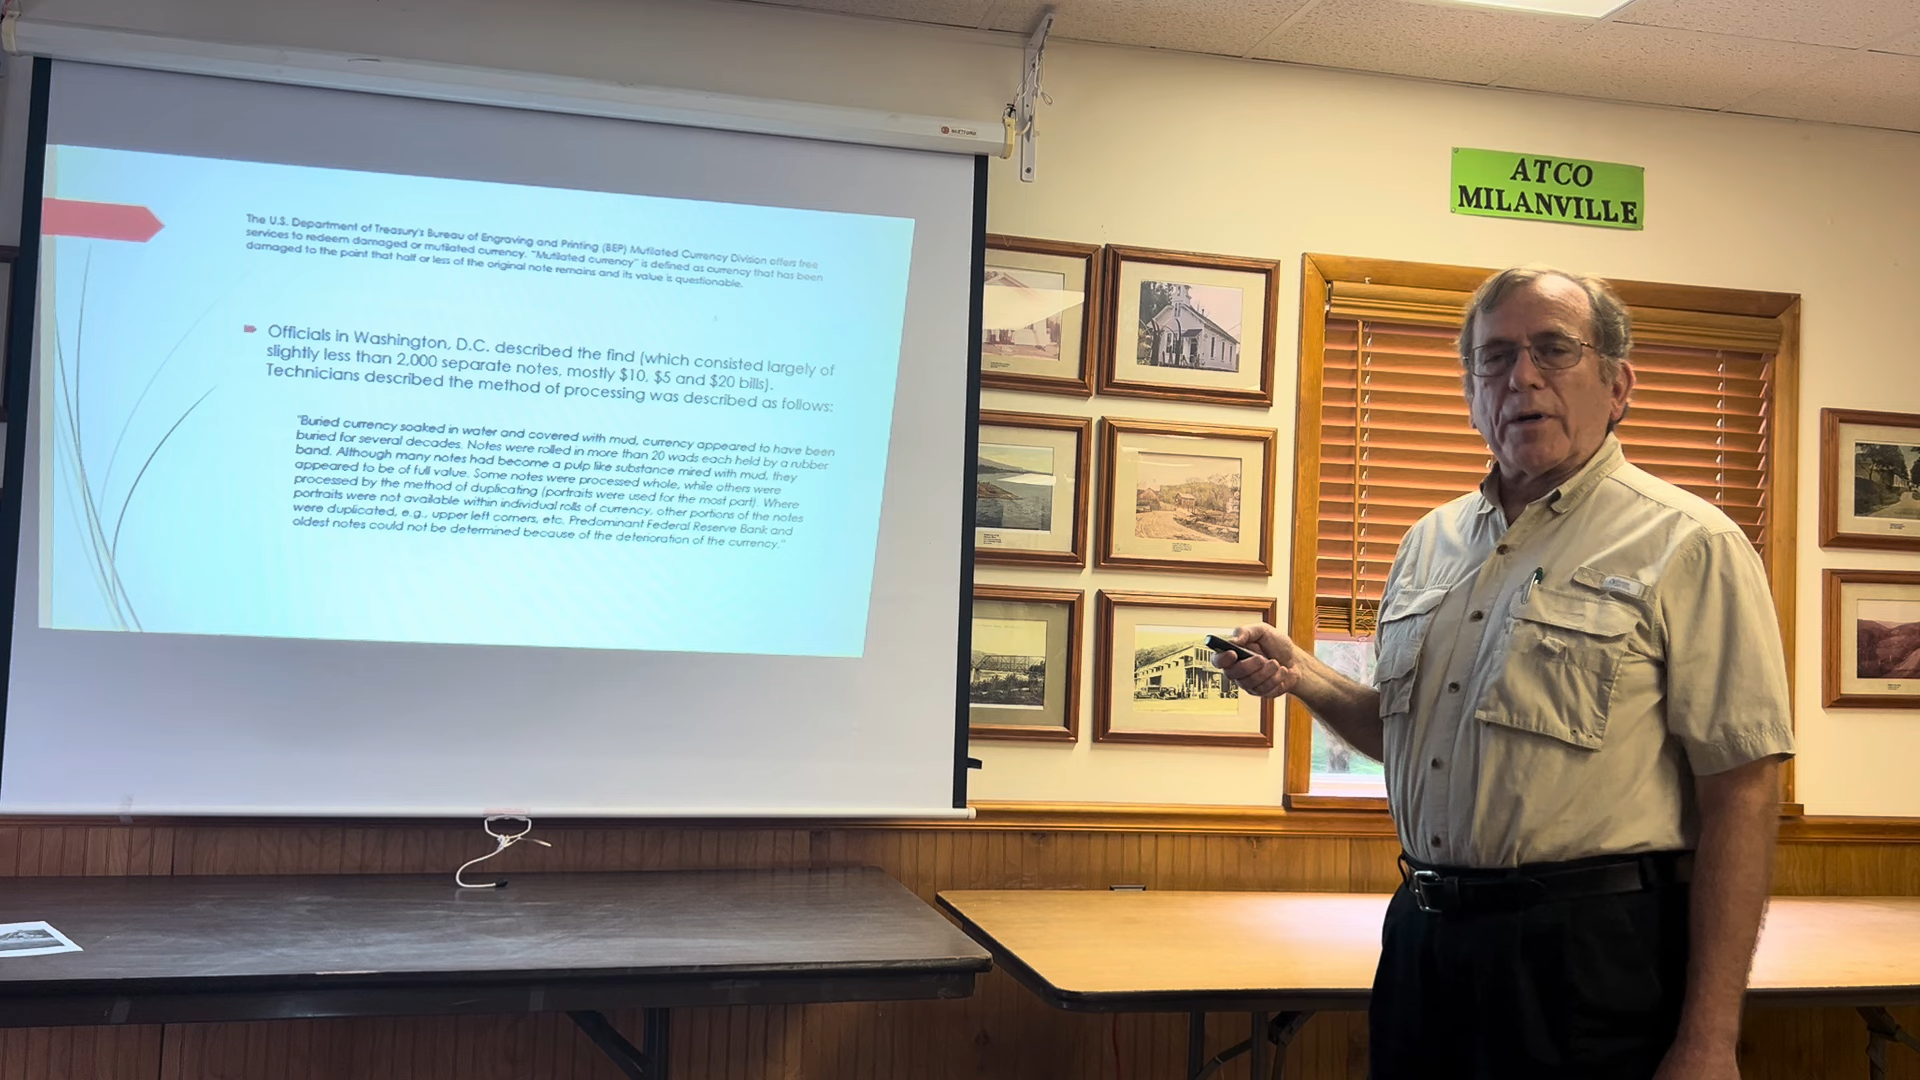 The U.S. Department of Treasury's Bureau of Engraving and Printing (BEP) Mutilated Currency Division offers free
services to redeem damaged or mutilated currency. "Mutilated currency" is defined as currency that has been
damaged to the point that half or less of the original note remains and its value is questionable.
Officials in Washington, D.C. described the find (which consisted largely of
slightly less than 2,000 separate notes, mostly $10, $5 and $20 bills).
Technicians described the method of processing was described as follows:
"Buried currency soaked in water and covered with mud, currency appeared to have been
buried for several decades. Notes were rolled in more than 20 wads each held by a rubber
band. Although many notes had become a pulp like substance mired with mud, they
appeared to be of full value. Some notes were processed whole, while others were
processed by the method of duplicating (portraits were used for the most part). Where
portraits were not available within individual rolls of currency, other portions of the notes
were duplicated, e.g., upper left corners, etc. Predominant Federal Reserve Bank and
oldest notes could not be determined because of the deterioration of the currency."
ATCO
MILANVILLE